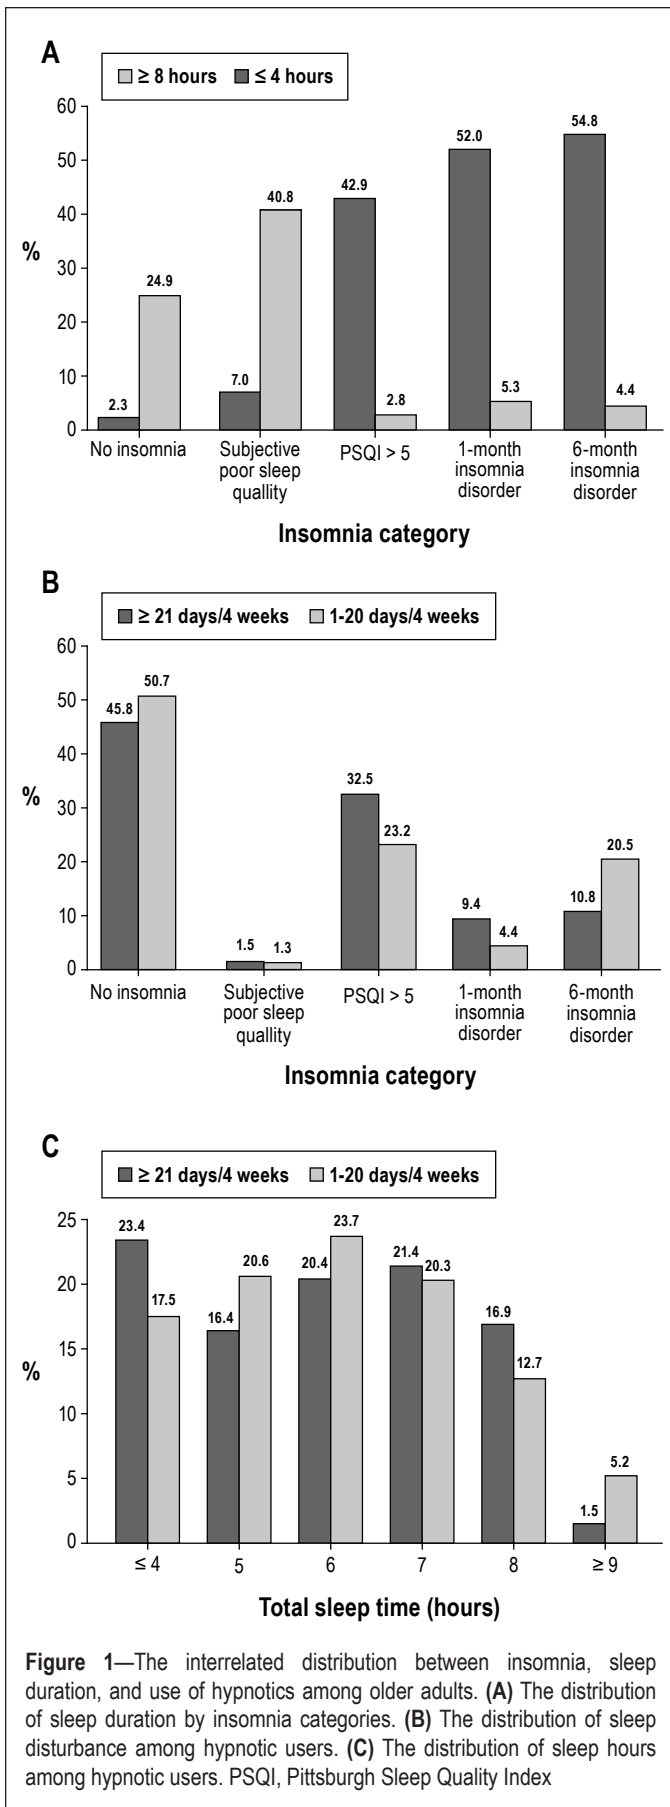 A
≥ 8 hours ≤ 4 hours
60
50
40
30
20
10
0
%
2.3 24.9 7.0 40.8 42.9 2.8 52.0 5.3 54.8 4.4
No insomnia Subjective PSQI > 5 1-month 6-month
poor sleep insomnia insomnia
quallity disorder disorder
Insomnia category
B
≥ 21 days/4 weeks 1-20 days/4 weeks
60
50
40
30
20
10
0
%
45.8 50.7 1.5 1.3 32.5 23.2 9.4 4.4 10.8 20.5
No insomnia Subjective PSQI > 5 1-month 6-month
poor sleep insomnia insomnia
quallity disorder disorder
Insomnia category
C
≥ 21 days/4 weeks 1-20 days/4 weeks
25
20
15
10
5
0
%
23.4 17.5 16.4 20.6 20.4 23.7 21.4 20.3 16.9 12.7 1.5 5.2
≤ 4 5 6 7 8 ≥ 9
Total sleep time (hours)
Figure 1—The interrelated distribution between insomnia, sleep
duration, and use of hypnotics among older adults. (A) The distribution
of sleep duration by insomnia categories. (B) The distribution of sleep
disturbance among hypnotic users. (C) The distribution of sleep hours
among hypnotic users. PSQI, Pittsburgh Sleep Quality Index